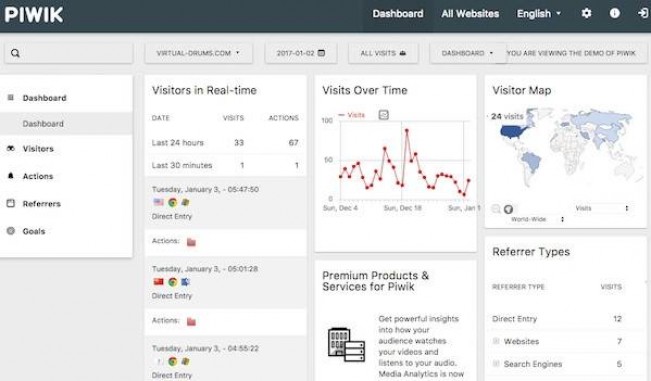 PIWIK
Dashboard All Websites English
VIRTUAL-DRUMS.COM 2017-01-02 ALL VISITS DASHBOARD YOU ARE VIEWING THE DEMO OF PIWIK
Dashboard
Dashboard
Visitors
Actions
Referrers
Goals
Visitors in Real-time
DATE VISITS ACTIONS
Last 24 hours 33 67
Last 30 minutes 1 1
Tuesday, January 3, - 05:47:50
Direct Entry
Actions:
Tuesday, January 3, - 05:01:28
Direct Entry
Actions:
Tuesday, January 3, - 04:55:22
Direct Entry
Visits Over Time
Visits
100
50
0
Sun, Dec 4 Sun, Dec 18 Sun, Jan 1
Premium Products &
Services for Piwik
Get powerful insights
into how your
audience watches
your videos and
listens to your audio.
Media Analytics is now
Visitor Map
24 visits
Visits
World-Wide
Referrer Types
REFERRER TYPE VISITS
Direct Entry 12
Websites 7
Search Engines 5